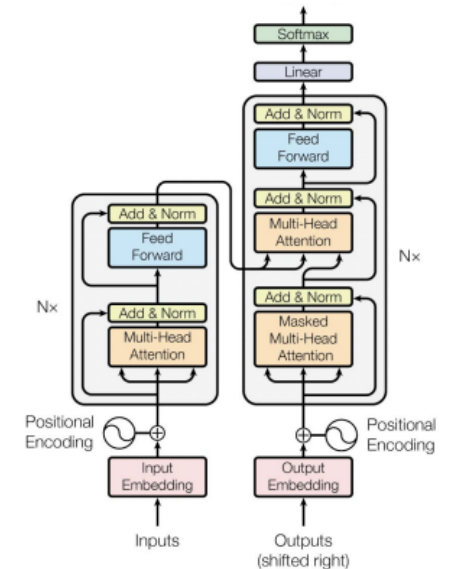 Softmax
Linear
Add & Norm
Feed
Forward
Add & Norm
Multi-Head
Attention
Add & Norm
Masked
Multi-Head
Attention
Nx
Positional
Encoding
Output
Embedding
Outputs
(shifted right)
Add & Norm
Feed
Forward
Add & Norm
Multi-Head
Attention
Nx
Positional
Encoding
Input
Embedding
Inputs